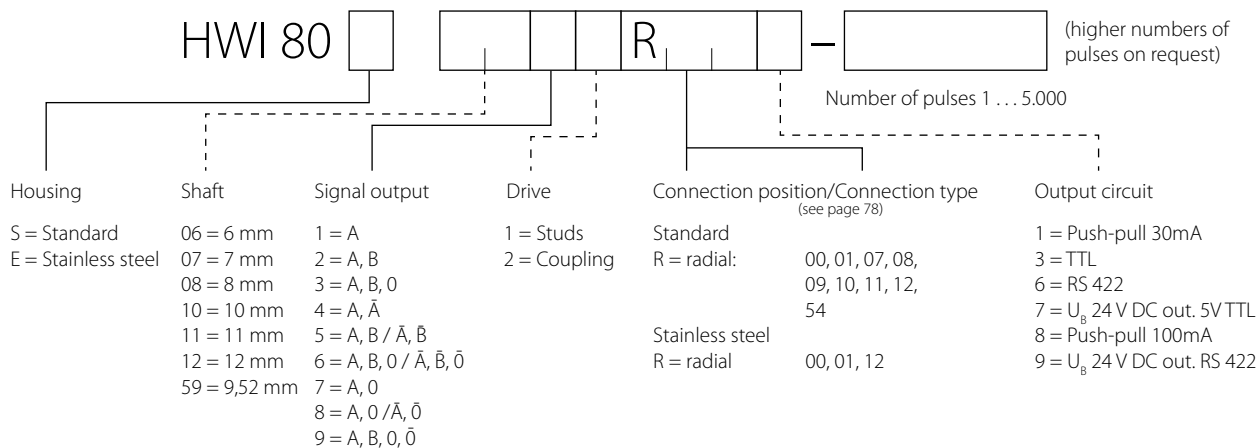 HWI 80 R – (higher numbers of
pulses on request)
Number of pulses 1 . . . 5.000
Housing
S = Standard
E = Stainless steel
Shaft
06 = 6 mm
07 = 7 mm
08 = 8 mm
10 = 10 mm
11 = 11 mm
12 = 12 mm
59 = 9,52 mm
Signal output
1 = A
2 = A, B
3 = A, B, 0
4 = A, Ā
5 = A, B / Ā, B̄
6 = A, B, 0 / Ā, B̄, 0̄
7 = A, 0
8 = A, 0 /Ā, 0̄
9 = A, B, 0, 0̄
Drive
1 = Studs
2 = Coupling
Connection position/Connection type
(see page 78)
Standard
R = radial: 00, 01, 07, 08,
09, 10, 11, 12,
54
Stainless steel
R = radial 00, 01, 12
Output circuit
1 = Push-pull 30mA
3 = TTL
6 = RS 422
7 = U_B 24 V DC out. 5V TTL
8 = Push-pull 100mA
9 = U_B 24 V DC out. RS 422